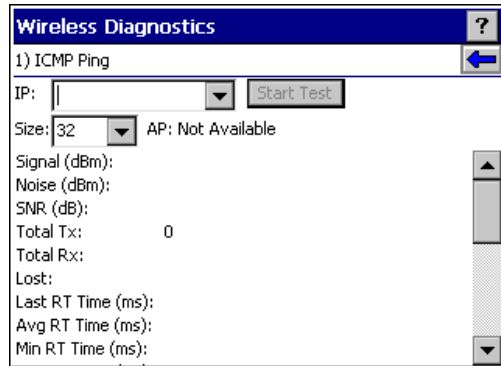 Wireless Diagnostics ?
1) ICMP Ping
IP: Start Test
Size: 32 AP: Not Available
Signal (dBm):
Noise (dBm):
SNR (dB):
Total Tx: 0
Total Rx:
Lost:
Last RT Time (ms):
Avg RT Time (ms):
Min RT Time (ms):